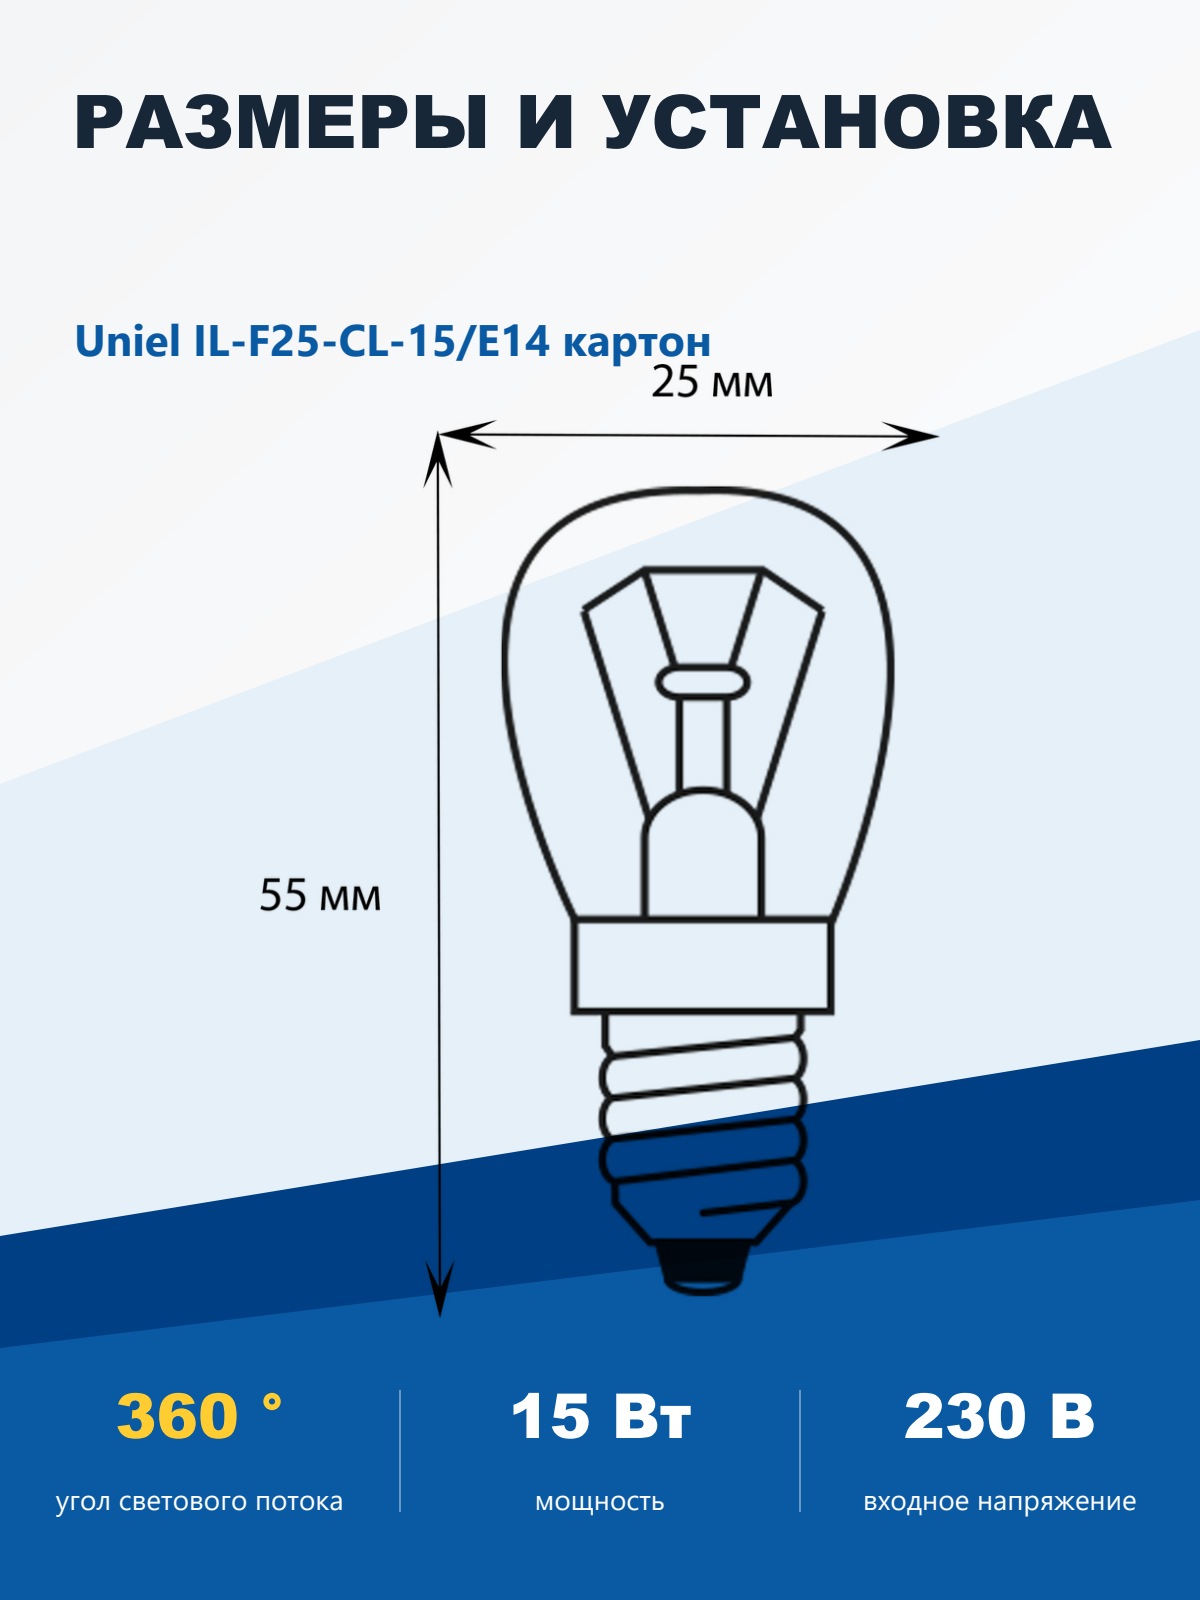 РАЗМЕРЫ И УСТАНОВКА
Uniel IL-F25-CL-15/E14 картон
25 мм
55 мм
360 °
угол светового потока
15 Вт
мощность
230 В
входное напряжение